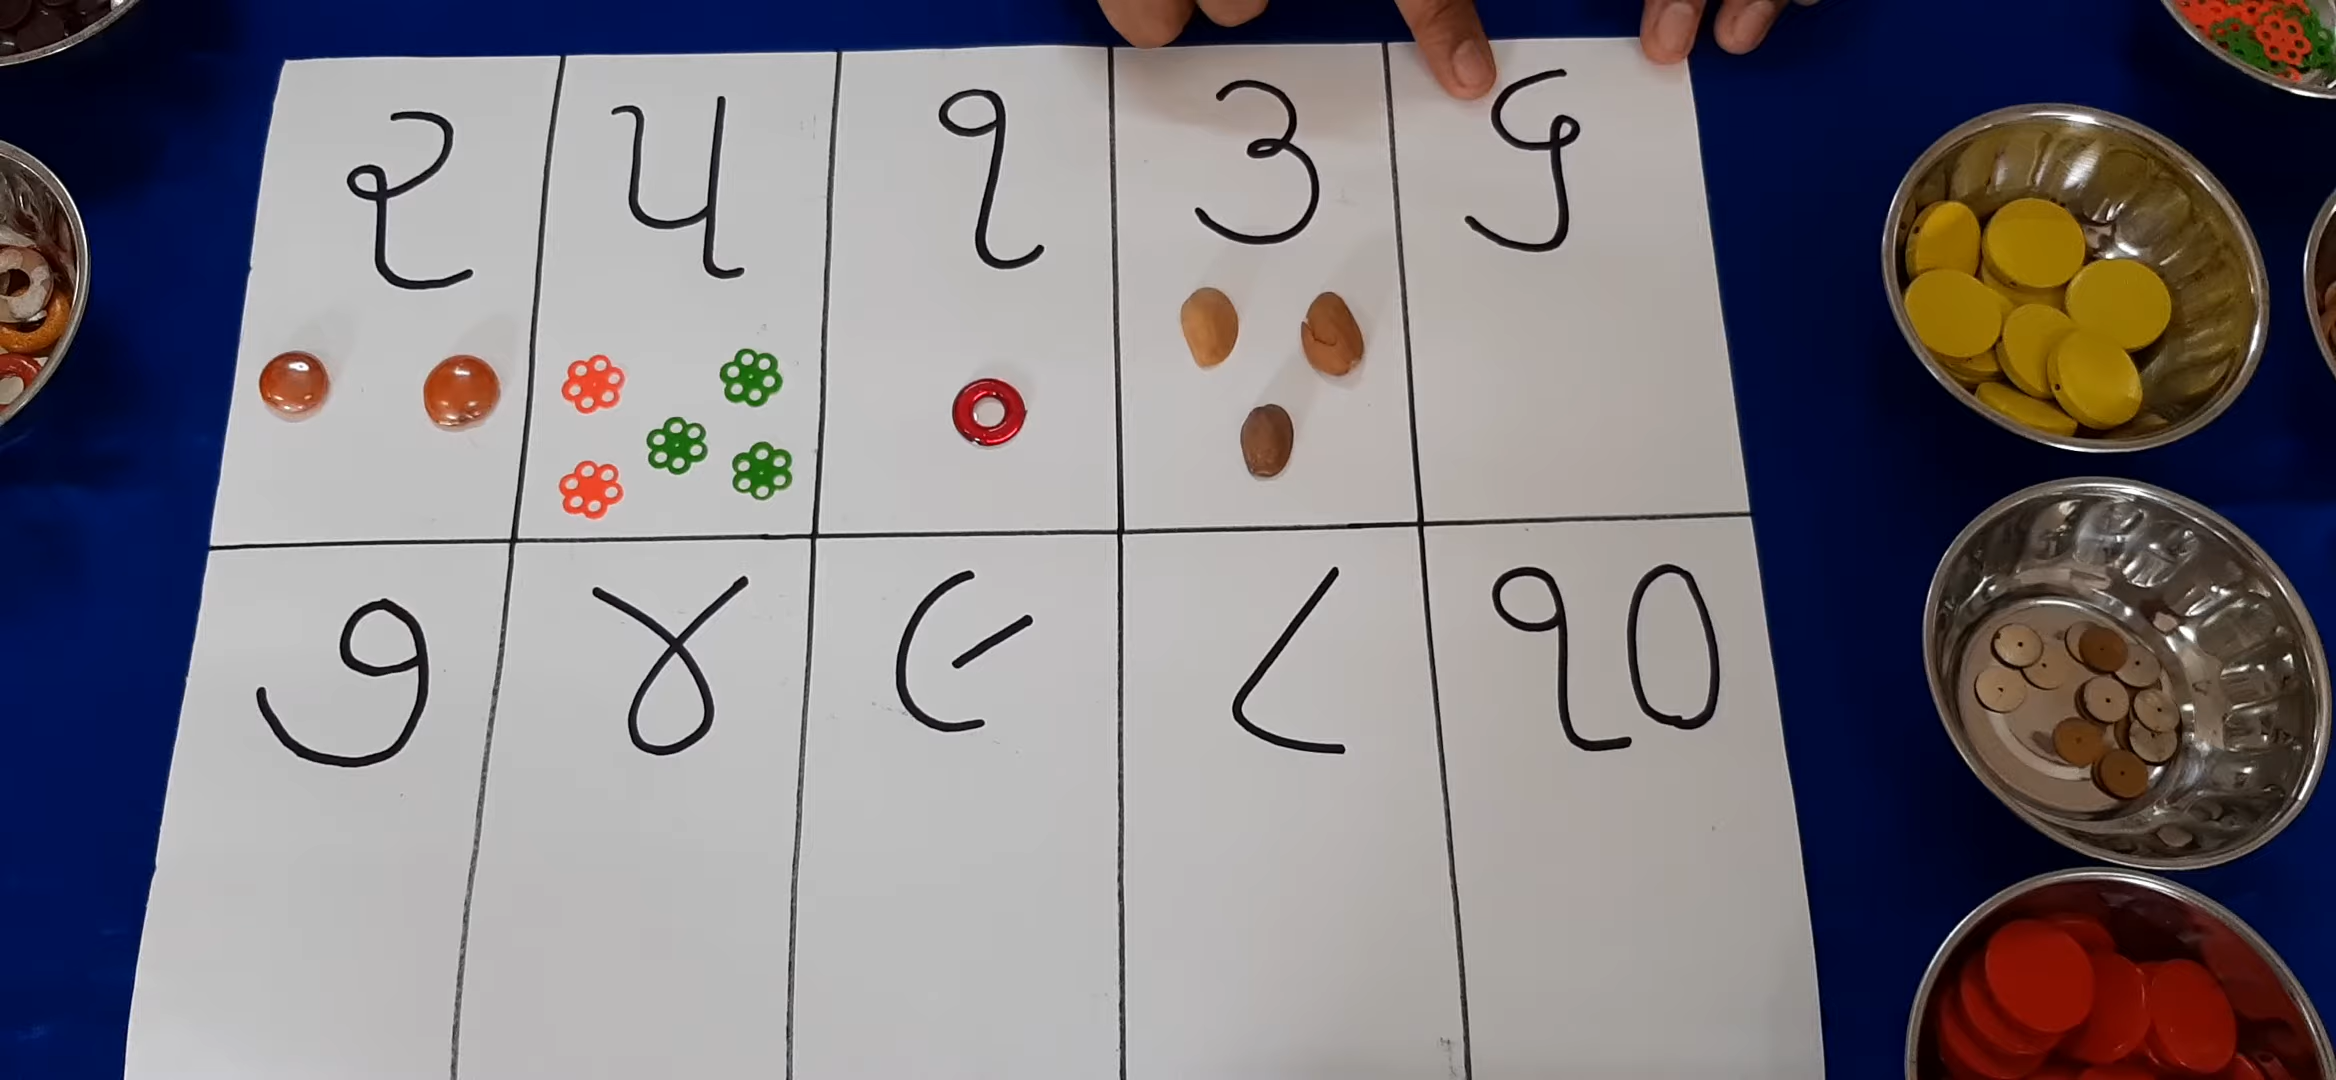 ૨ ૫ ૧ ૩ ૬
૭ ૪ ૯ ૮ ૧૦